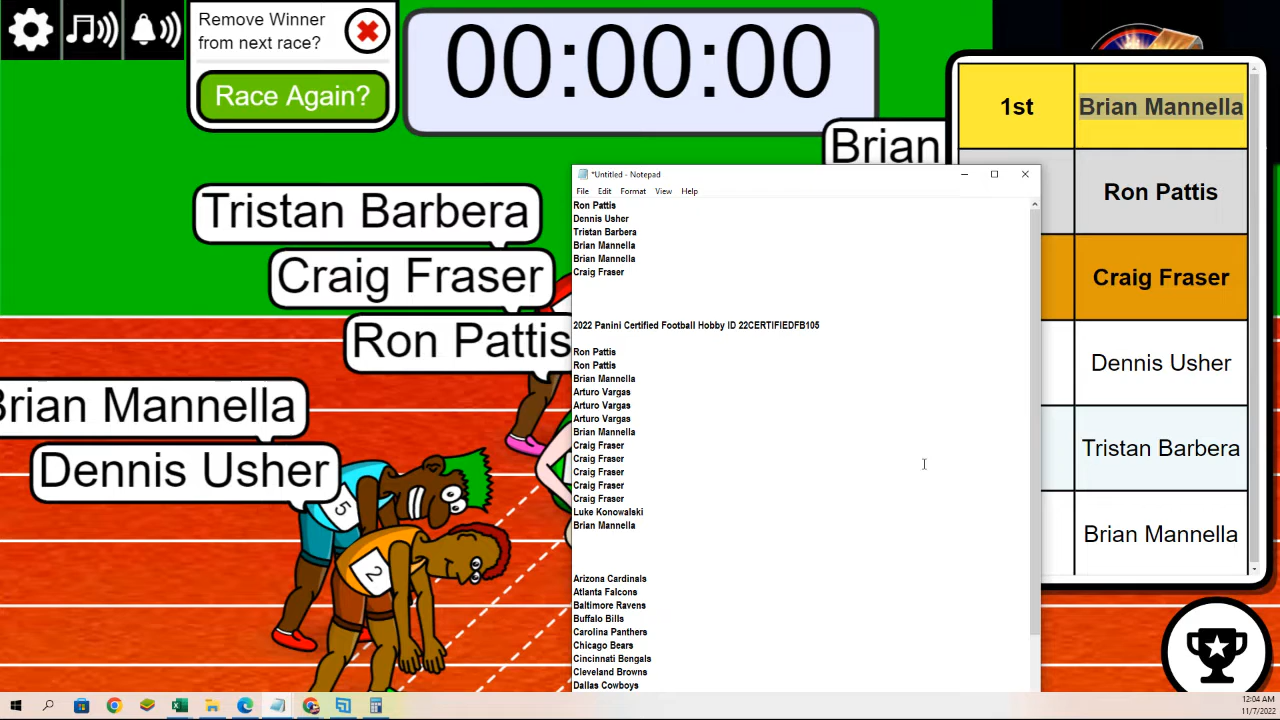 Remove Winner
from next race?
Race Again?
00:00:00
1st
Brian Mannella
Ron Pattis
Craig Fraser
Dennis Usher
Tristan Barbera
Brian Mannella
Brian
Tristan Barbera
Craig Fraser
Ron Pattis
Brian Mannella
Dennis Usher
5
2
*Untitled - Notepad
File Edit Format View Help
Ron Pattis
Dennis Usher
Tristan Barbera
Brian Mannella
Brian Mannella
Craig Fraser
2022 Panini Certified Football Hobby ID 22CERTIFIEDFB105
Ron Pattis
Ron Pattis
Brian Mannella
Arturo Vargas
Arturo Vargas
Arturo Vargas
Brian Mannella
Craig Fraser
Craig Fraser
Craig Fraser
Craig Fraser
Craig Fraser
Luke Konowalski
Brian Mannella
Arizona Cardinals
Atlanta Falcons
Baltimore Ravens
Buffalo Bills
Carolina Panthers
Chicago Bears
Cincinnati Bengals
Cleveland Browns
Dallas Cowboys
12:04 AM
11/7/2022